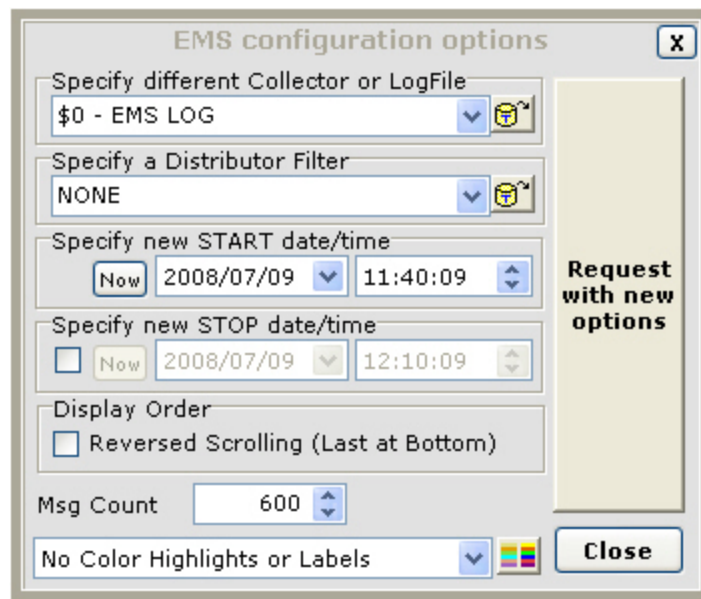 EMS configuration options
X
Specify different Collector or LogFile
$0 - EMS LOG
Specify a Distributor Filter
NONE
Specify new START date/time
Now 2008/07/09 11:40:09
Specify new STOP date/time
Now 2008/07/09 12:10:09
Display Order
Reversed Scrolling (Last at Bottom)
Msg Count 600
No Color Highlights or Labels
Request
with new
options
Close